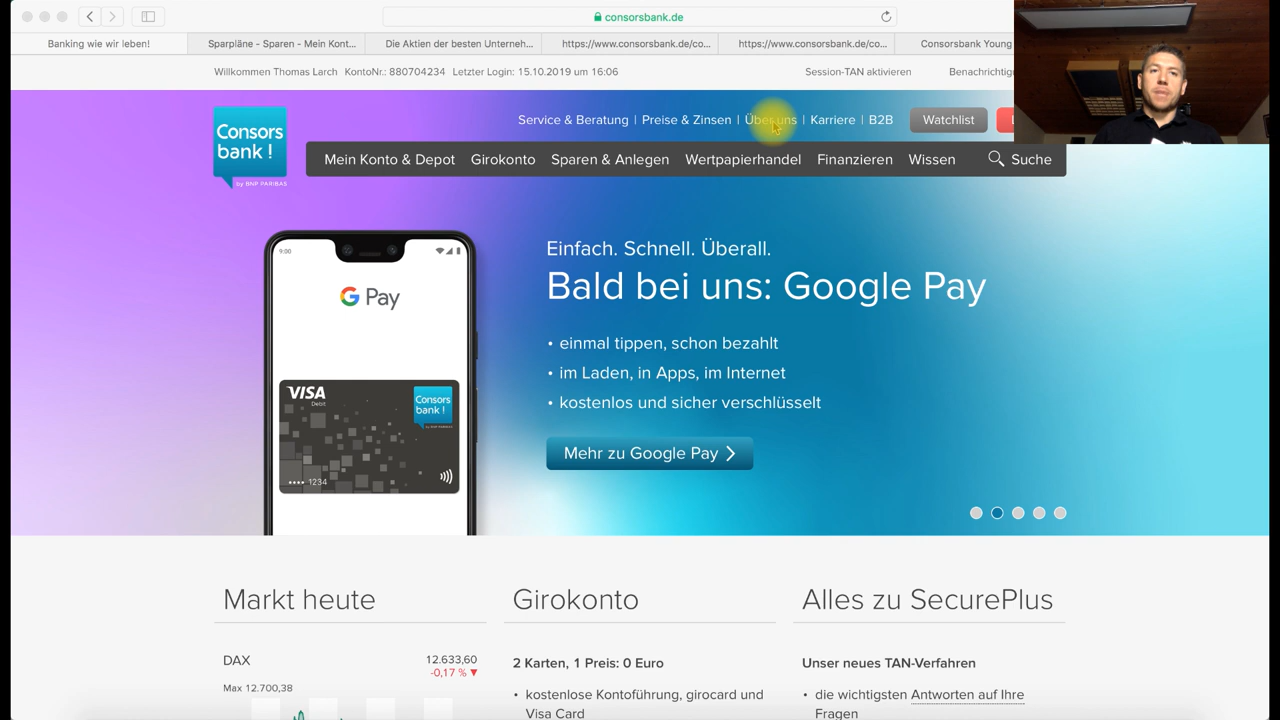 consorsbank.de
Banking wie wir leben!
Sparpläne - Sparen - Mein Kont...
Die Aktien der besten Unterneh...
https://www.consorsbank.de/co...
https://www.consorsbank.de/co...
Consorsbank Young
Willkommen Thomas Larch KontoNr.: 880704234 Letzter Login: 15.10.2019 um 16:06
Session-TAN aktivieren
Benachrichtig
Service & Beratung | Preise & Zinsen | Über uns | Karriere | B2B
Watchlist
Consors
bank!
by BNP PARIBAS
Mein Konto & Depot Girokonto Sparen & Anlegen Wertpapierhandel Finanzieren Wissen Suche
9:00
G Pay
VISA
Debit
Consors
bank!
•••• 1234
Einfach. Schnell. Überall.
Bald bei uns: Google Pay
• einmal tippen, schon bezahlt
• im Laden, in Apps, im Internet
• kostenlos und sicher verschlüsselt
Mehr zu Google Pay
Markt heute
DAX
12.633,60
-0,17 % ▼
Max 12.700,38
Girokonto
2 Karten, 1 Preis: 0 Euro
• kostenlose Kontoführung, girocard und
Visa Card
Alles zu SecurePlus
Unser neues TAN-Verfahren
• die wichtigsten Antworten auf Ihre
Fragen